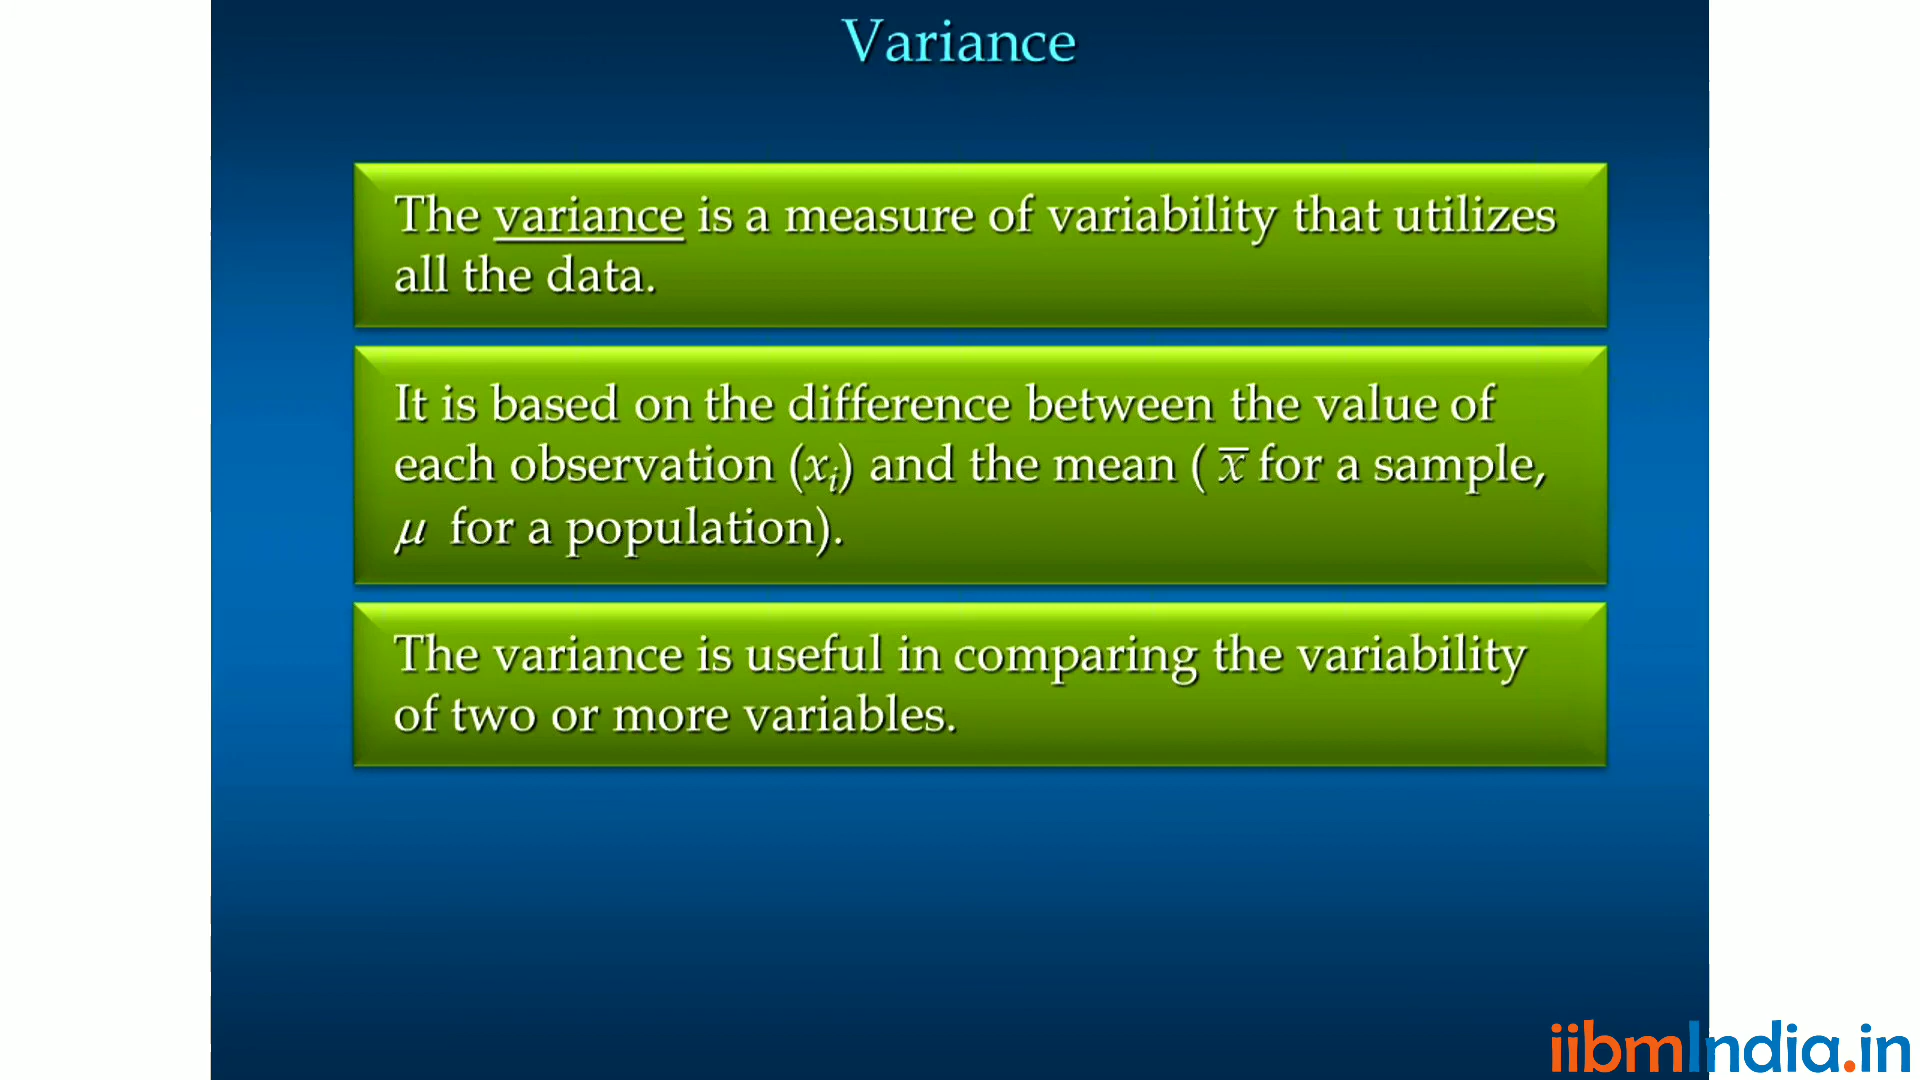 Variance
The variance is a measure of variability that utilizes
all the data.
It is based on the difference between the value of
each observation (xᵢ) and the mean ( x̅ for a sample,
μ for a population).
The variance is useful in comparing the variability
of two or more variables.
iibmIndia.in